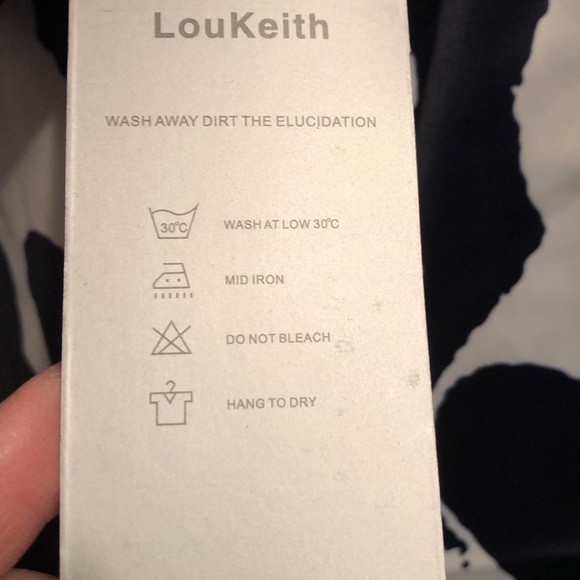 LouKeith
WASH AWAY DIRT THE ELUCIDATION
30°C WASH AT LOW 30°C
MID IRON
DO NOT BLEACH
HANG TO DRY